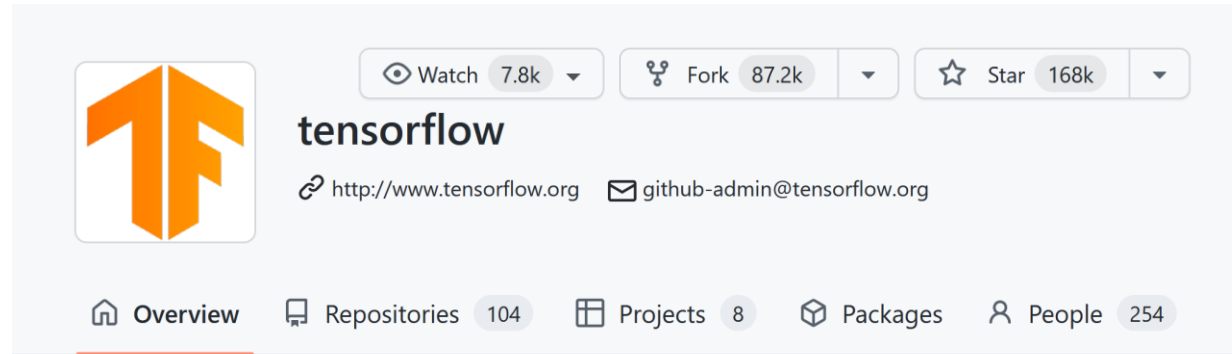 Watch 7.8k Fork 87.2k Star 168k
tensorflow
http://www.tensorflow.org github-admin@tensorflow.org
Overview Repositories 104 Projects 8 Packages People 254